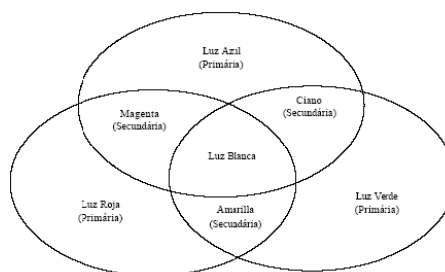 Luz Azul
(Primária)
Magenta
(Secundária)
Ciano
(Secundária)
Luz Blanca
Luz Roja
(Primária)
Amarilla
(Secundária)
Luz Verde
(Primária)